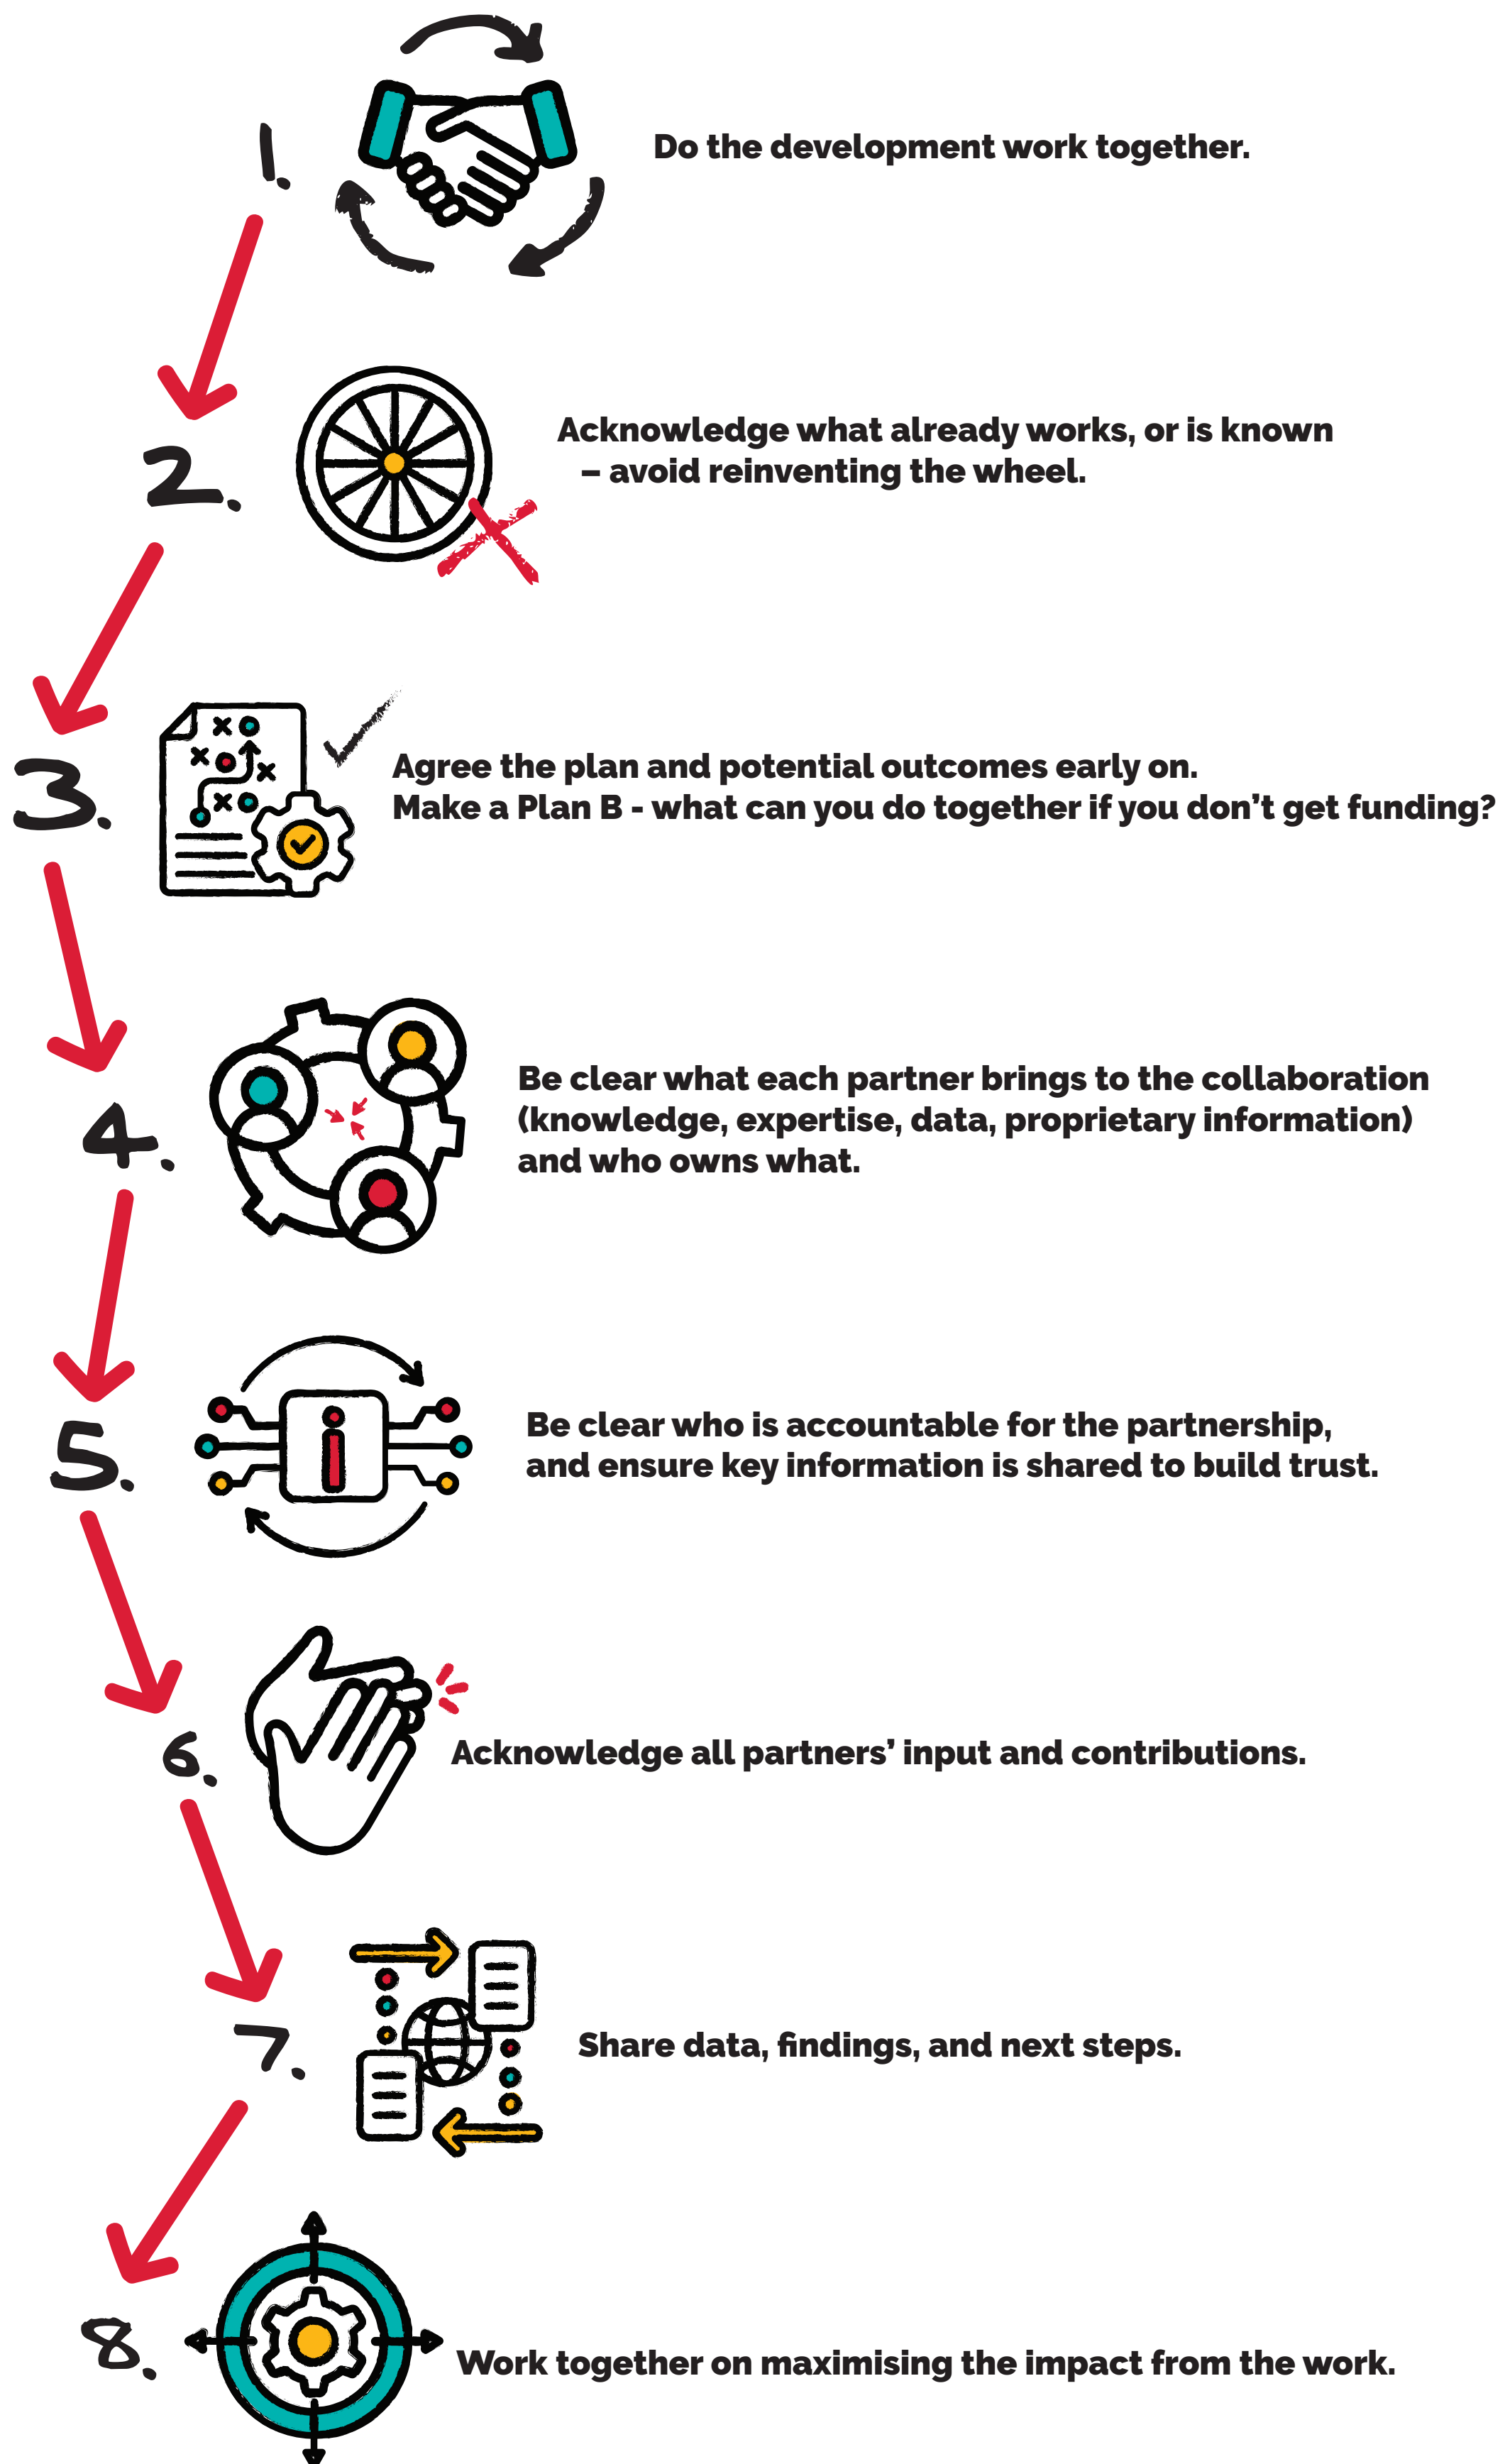 1.
Do the development work together.
2.
Acknowledge what already works, or is known
– avoid reinventing the wheel.
3.
Agree the plan and potential outcomes early on.
Make a Plan B - what can you do together if you don’t get funding?
4.
Be clear what each partner brings to the collaboration
(knowledge, expertise, data, proprietary information)
and who owns what.
5.
i
Be clear who is accountable for the partnership,
and ensure key information is shared to build trust.
6.
Acknowledge all partners’ input and contributions.
7.
Share data, findings, and next steps.
8.
Work together on maximising the impact from the work.